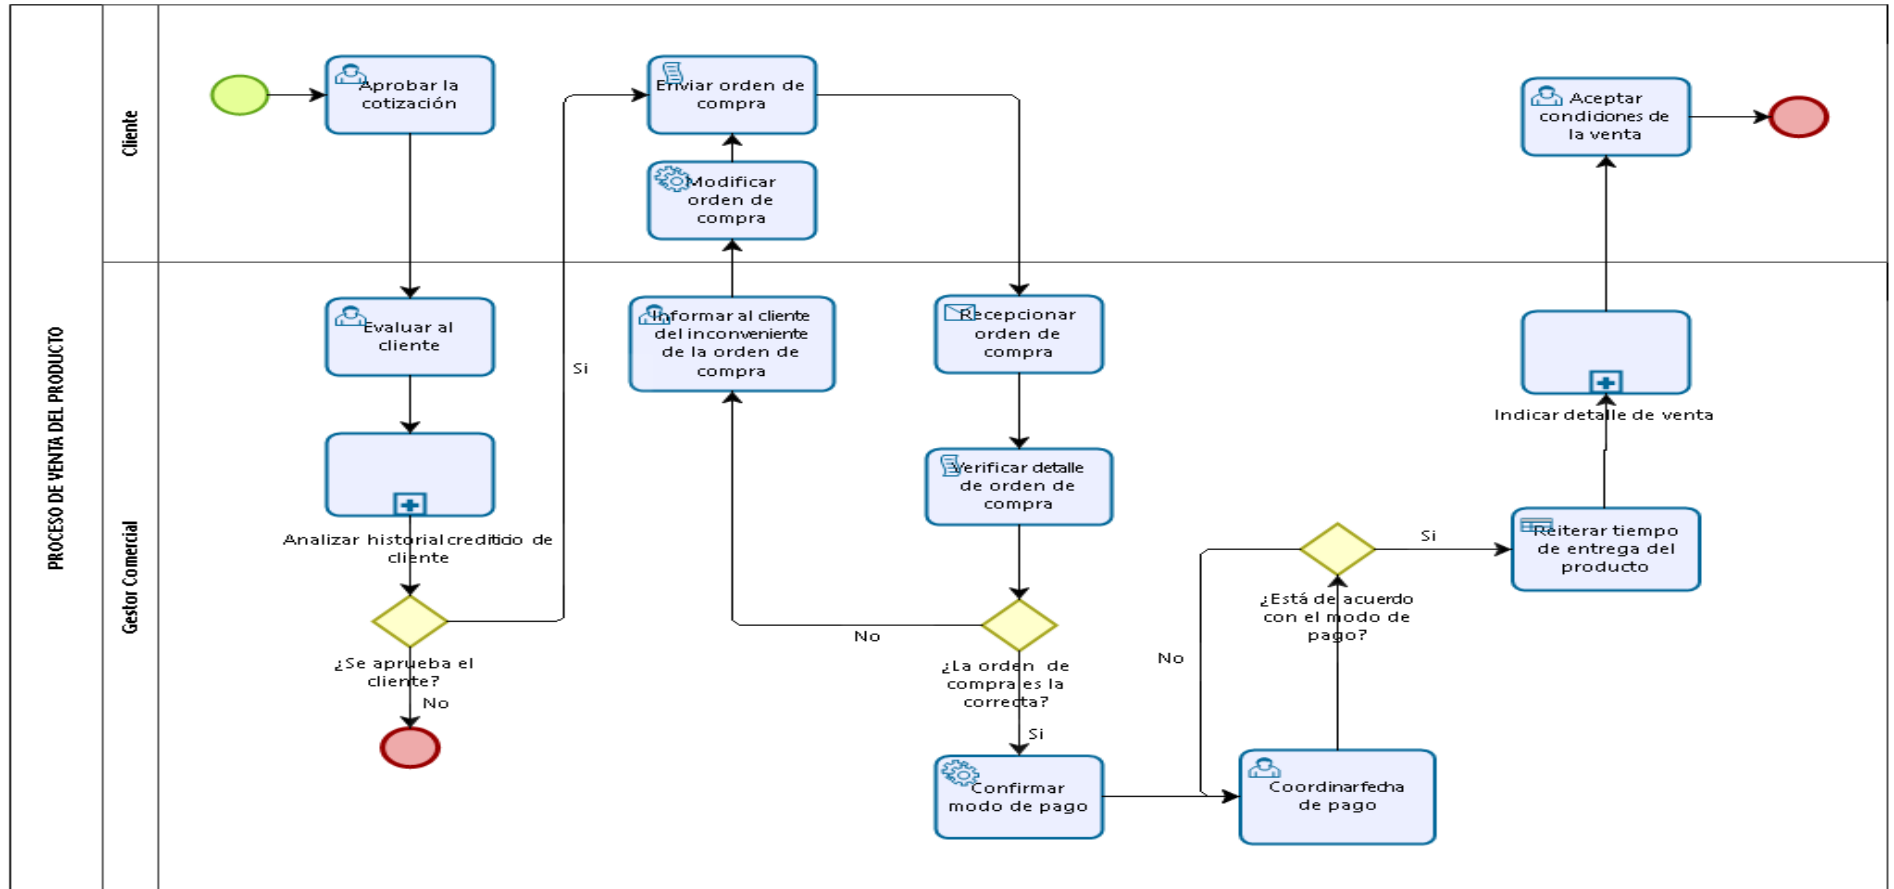 PROCESO DE VENTA DEL PRODUCTO
Cliente
Aprobar la
cotización
Enviar orden de
compra
Modificar
orden de
compra
Aceptar
condiciones de
la venta
Gestor Comercial
Evaluar al
cliente
Analizar historial crediticio de
cliente
¿Se aprueba el
cliente?
No
Si
Informar al cliente
del inconveniente
de la orden de
compra
Recepcionar
orden de
compra
Verificar detalle
de orden de
compra
No
¿La orden de
compra es la
correcta?
Si
Confirmar
modo de pago
No
Coordinar fecha
de pago
¿Está de acuerdo
con el modo de
pago?
Si
Reiterar tiempo
de entrega del
producto
Indicar detalle de venta